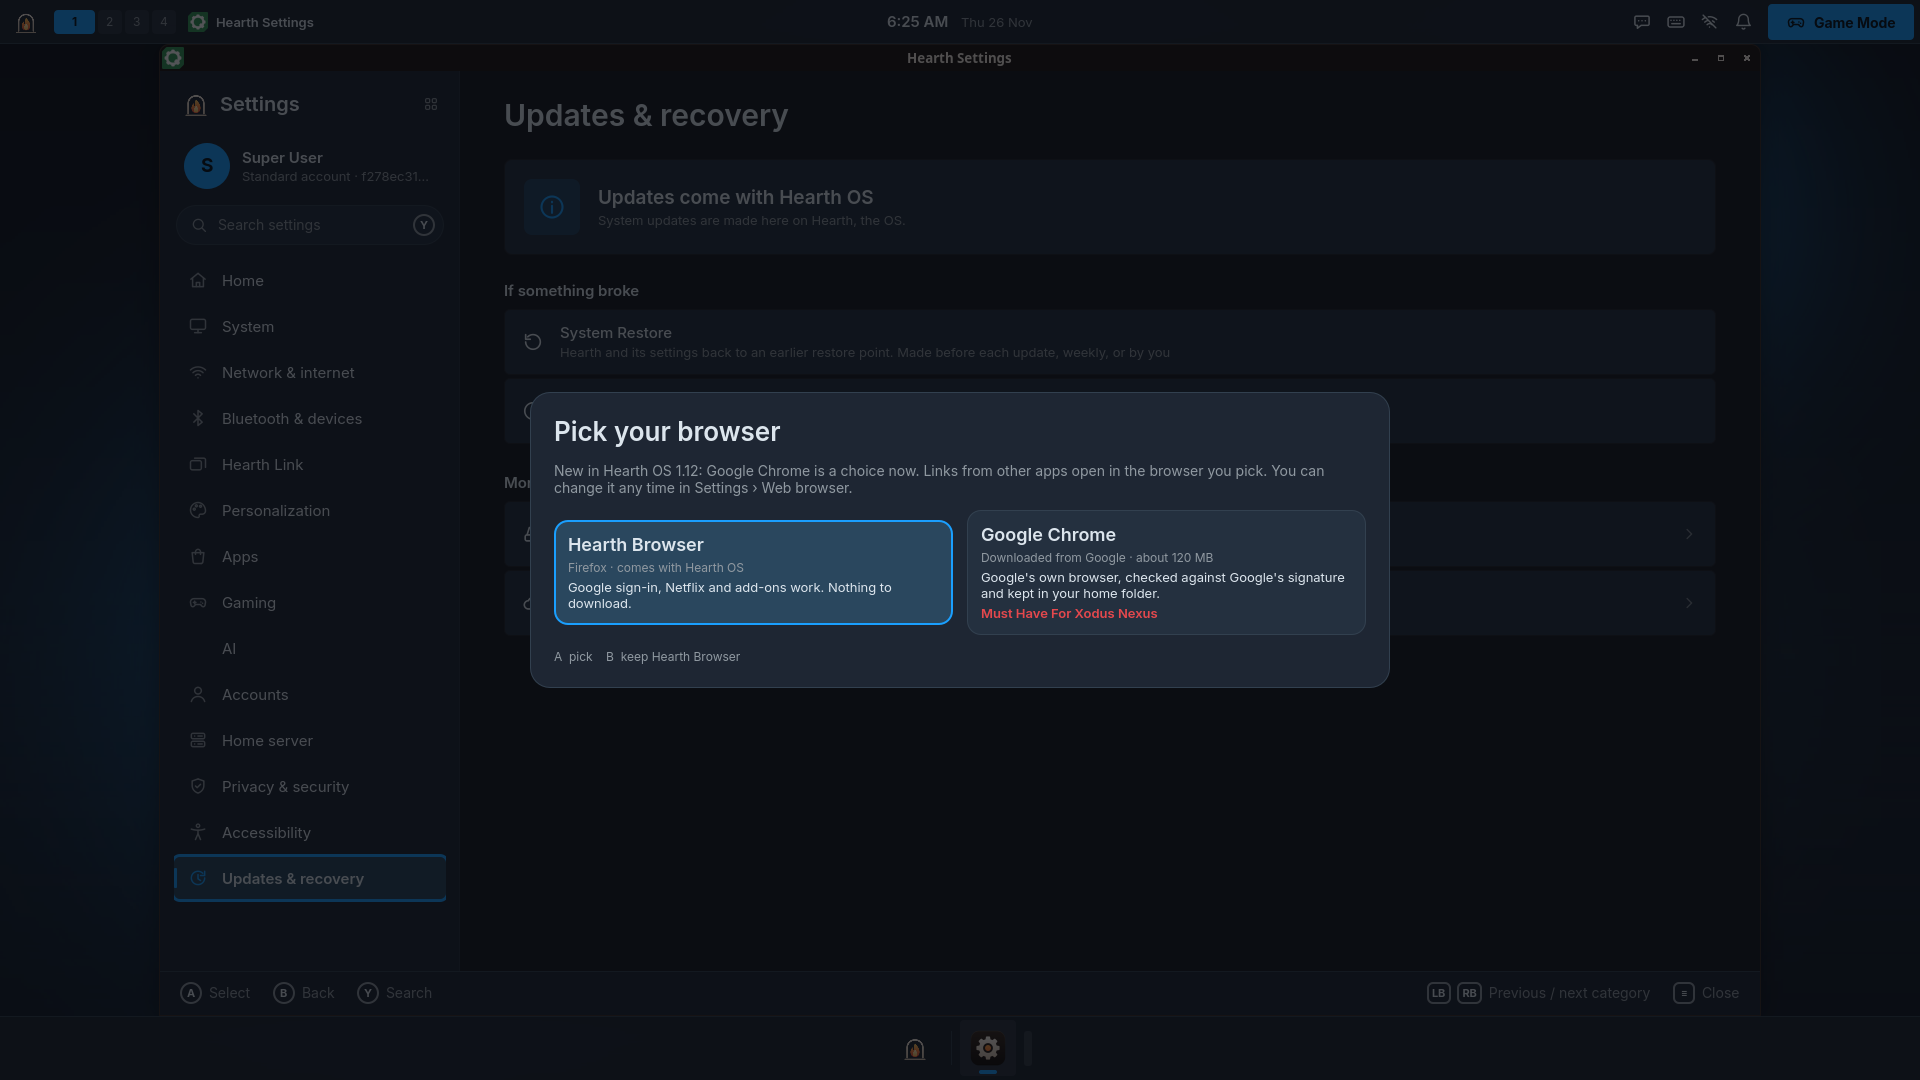 1 2 3 4 Hearth Settings
6:25 AM Thu 26 Nov
Game Mode
Hearth Settings
Settings
S
Super User
Standard account · f278ec31...
Search settings Y
Home
System
Network & internet
Bluetooth & devices
Hearth Link
Personalization
Apps
Gaming
AI
Accounts
Home server
Privacy & security
Accessibility
Updates & recovery
Updates & recovery
Updates come with Hearth OS
System updates are made here on Hearth, the OS.
If something broke
System Restore
Hearth and its settings back to an earlier restore point. Made before each update, weekly, or by you
Pick your browser
New in Hearth OS 1.12: Google Chrome is a choice now. Links from other apps open in the browser you pick. You can
change it any time in Settings › Web browser.
Hearth Browser
Firefox · comes with Hearth OS
Google sign-in, Netflix and add-ons work. Nothing to
download.
Google Chrome
Downloaded from Google · about 120 MB
Google's own browser, checked against Google's signature
and kept in your home folder.
Must Have For Xodus Nexus
A pick B keep Hearth Browser
A Select B Back Y Search
LB RB Previous / next category Close